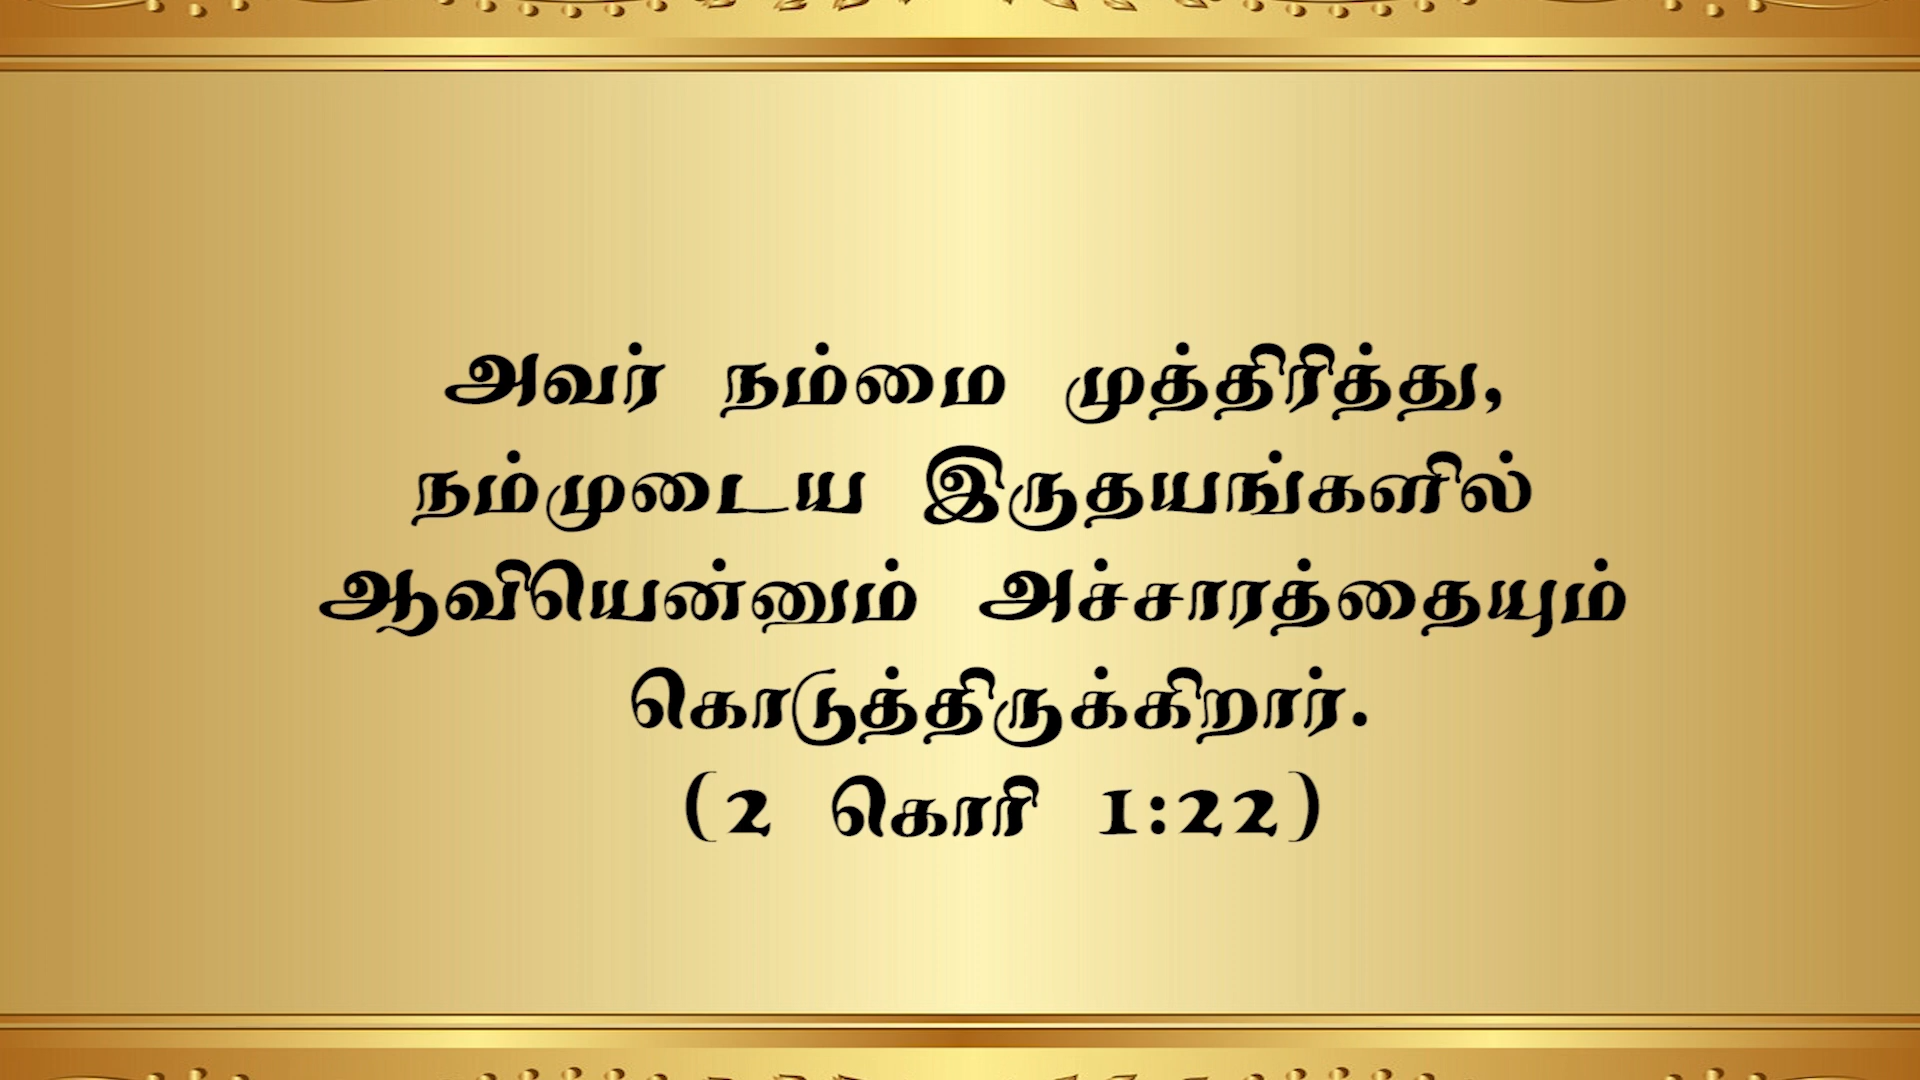 அவர் நம்மை முத்திரித்து,
நம்முடைய இருதயங்களில்
ஆவியென்னும் அச்சாரத்தையும்
கொடுத்திருக்கிறார்.
(2 கொரி 1:22)